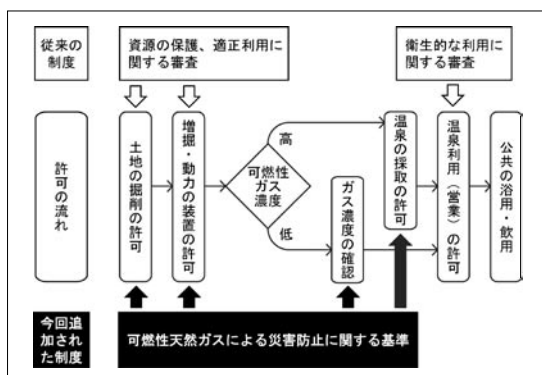 従来の
制度
資源の保護、適正利用に
関する審査
衛生的な利用に
関する審査
許可の流れ
土地の掘削の許可
増掘・動力の装置の許可
可燃性
ガス
濃度
高
低
ガス濃度の確認
温泉の採取の許可
温泉利用（営業）の許可
公共の浴用・飲用
今回追
加され
た制度
可燃性天然ガスによる災害防止に関する基準